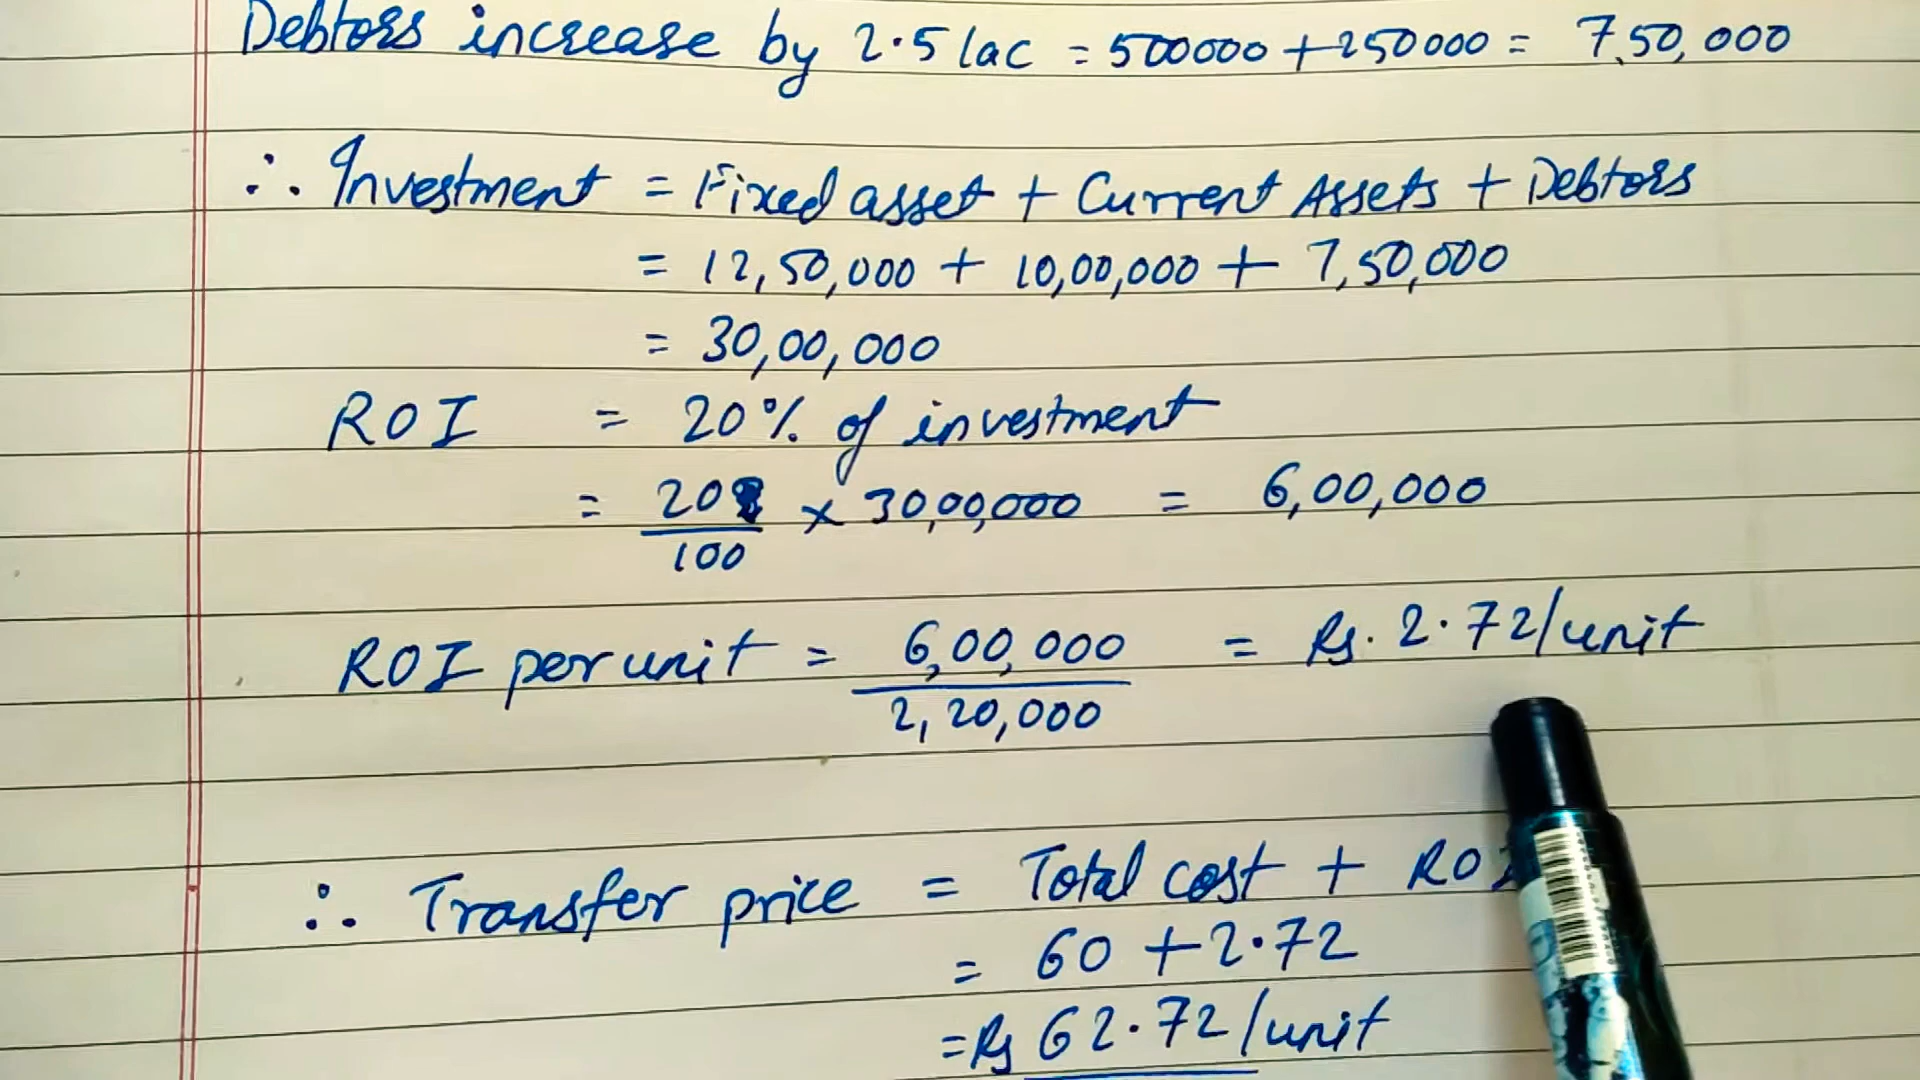 Debtors increase by 2.5 lac = 500000 + 250000 = 7,50,000
∴ Investment = Fixed asset + Current Assets + Debtors
= 12,50,000 + 10,00,000 + 7,50,000
= 30,00,000
ROI = 20% of investment
= 20/100 × 30,00,000 = 6,00,000
ROI per unit = 6,00,000/2,20,000 = Rs. 2.72/unit
∴ Transfer price = Total cost + ROI
= 60 + 2.72
= Rs 62.72/unit